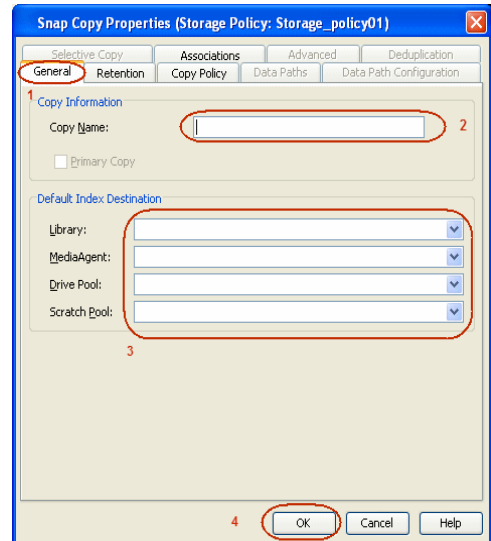 Snap Copy Properties (Storage Policy: Storage_policy01)
Selective Copy Associations Advanced Deduplication
General Retention Copy Policy Data Paths Data Path Configuration
1
Copy Information
Copy Name: 2
Primary Copy
Default Index Destination
Library:
MediaAgent:
Drive Pool:
Scratch Pool:
3
4 OK Cancel Help